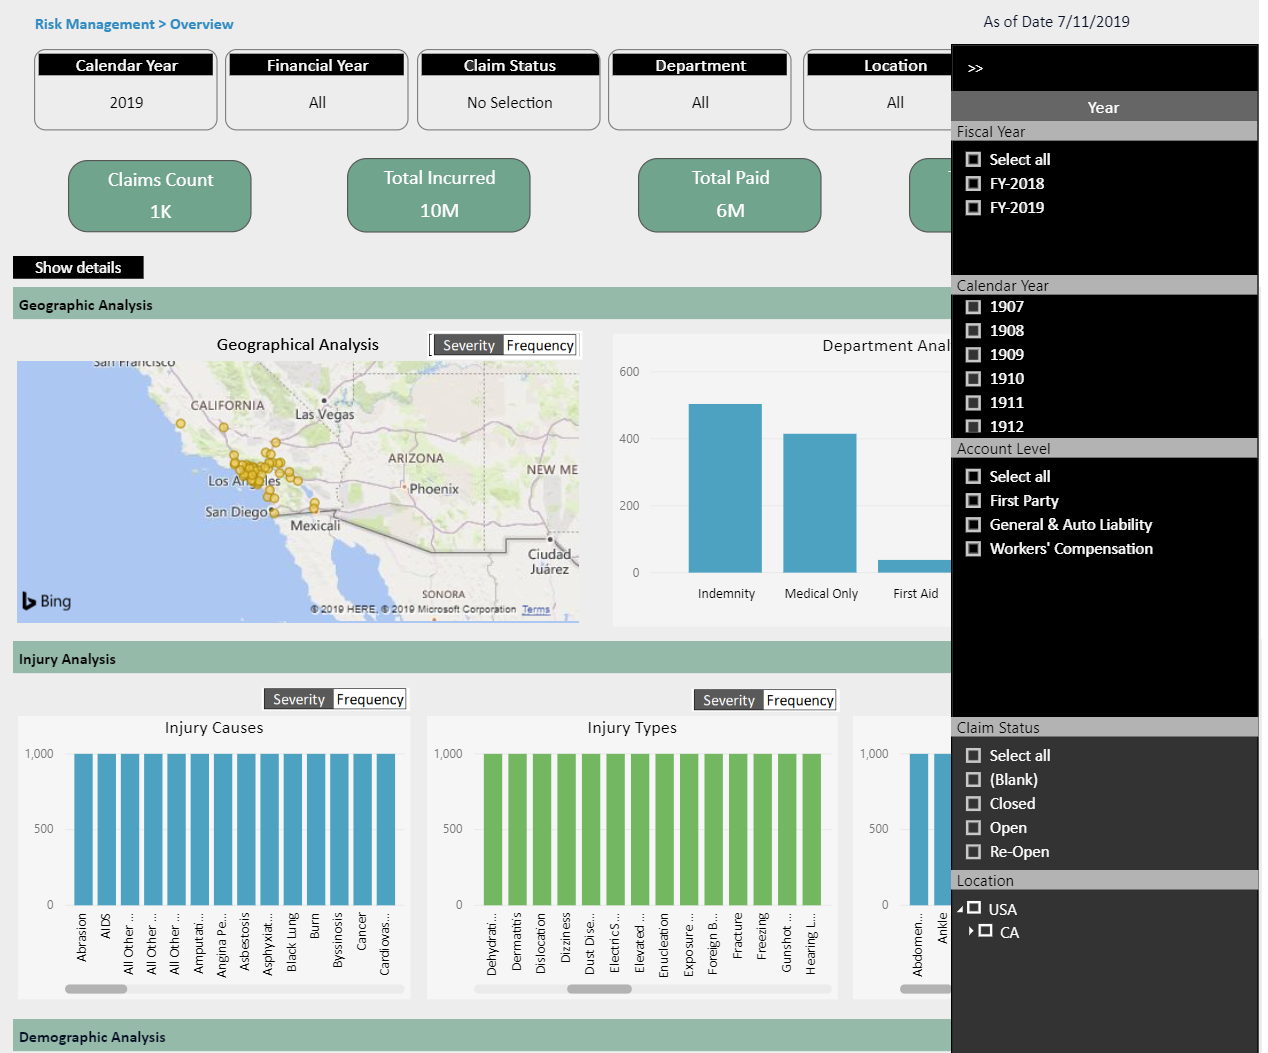 Risk Management > Overview
As of Date 7/11/2019
Calendar Year
2019
Financial Year
All
Claim Status
No Selection
Department
All
Location
All
Claims Count
1K
Total Incurred
10M
Total Paid
6M
Show details
Geographic Analysis
Geographical Analysis
Severity
Frequency
San Francisco
CALIFORNIA
Las Vegas
ARIZONA
NEW ME
Los Angeles
Phoenix
San Diego
Mexicali
Ciudad
Juárez
SONORA
Bing
© 2019 HERE, © 2019 Microsoft Corporation Terms
Department Anal
600
400
200
0
Indemnity
Medical Only
First Aid
Injury Analysis
Severity
Frequency
Injury Causes
1,000
500
0
Abrasion
AIDS
All Other ...
All Other ...
All Other ...
Amputati...
Angina Pe...
Asbestosis
Asphyxiat...
Black Lung
Burn
Byssinosis
Cancer
Cardiovas...
Severity
Frequency
Injury Types
1,000
500
0
Dehydrati...
Dermatitis
Dislocation
Dizziness
Dust Dise...
Electric S...
Elevated ...
Enucleation
Exposure ...
Foreign B...
Fracture
Freezing
Gunshot ...
Hearing L...
1,000
500
0
Abdomen...
Ankle
Demographic Analysis
>>
Year
Fiscal Year
Select all
FY-2018
FY-2019
Calendar Year
1907
1908
1909
1910
1911
1912
Account Level
Select all
First Party
General & Auto Liability
Workers' Compensation
Claim Status
Select all
(Blank)
Closed
Open
Re-Open
Location
USA
CA